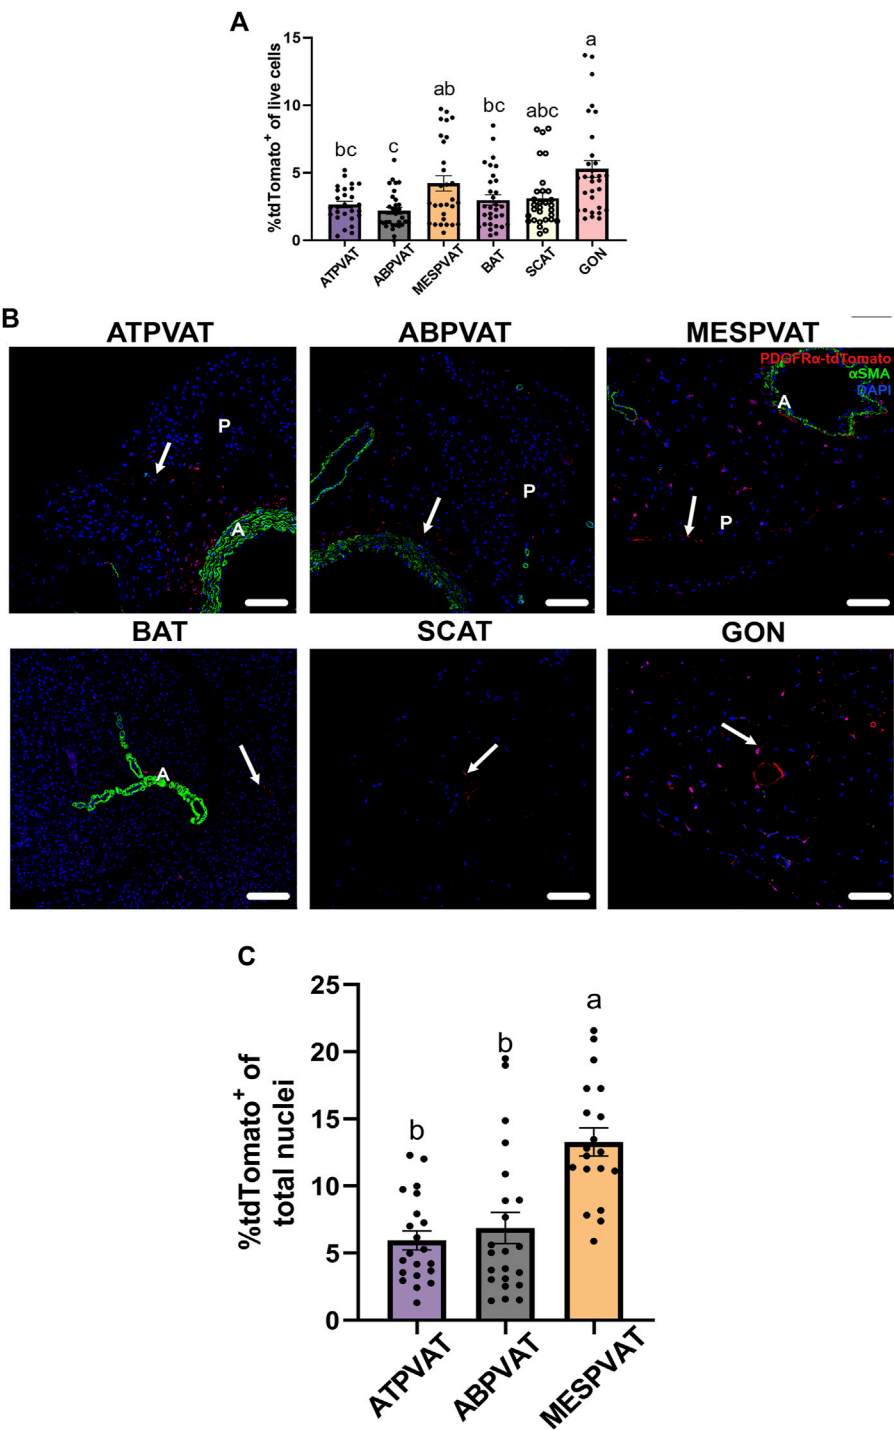 A
%tdTomato⁺ of live cells
15
10
5
0
bc
c
ab
bc
abc
a
ATPVAT
ABPVAT
MESPVAT
BAT
SCAT
GON
B
ATPVAT
ABPVAT
MESPVAT
P
A
P
PDGFRα-tdTomato
αSMA
DAPI
A
P
BAT
SCAT
GON
A
C
%tdTomato⁺ of
total nuclei
25
20
15
10
5
0
b
b
a
ATPVAT
ABPVAT
MESPVAT